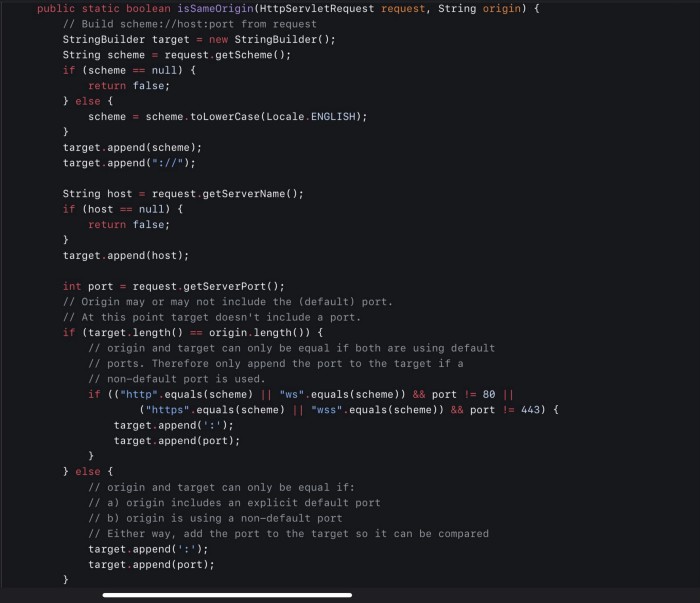 public static boolean isSameOrigin(HttpServletRequest request, String origin) {
    // Build scheme://host:port from request
    StringBuilder target = new StringBuilder();
    String scheme = request.getScheme();
    if (scheme == null) {
        return false;
    } else {
        scheme = scheme.toLowerCase(Locale.ENGLISH);
    }
    target.append(scheme);
    target.append("://");

    String host = request.getServerName();
    if (host == null) {
        return false;
    }
    target.append(host);

    int port = request.getServerPort();
    // Origin may or may not include the (default) port.
    // At this point target doesn't include a port.
    if (target.length() == origin.length()) {
        // origin and target can only be equal if both are using default
        // ports. Therefore only append the port to the target if a
        // non-default port is used.
        if (("http".equals(scheme) || "ws".equals(scheme)) && port != 80 ||
                ("https".equals(scheme) || "wss".equals(scheme)) && port != 443) {
            target.append(':');
            target.append(port);
        }
    } else {
        // origin and target can only be equal if:
        // a) origin includes an explicit default port
        // b) origin is using a non-default port
        // Either way, add the port to the target so it can be compared
        target.append(':');
        target.append(port);
    }